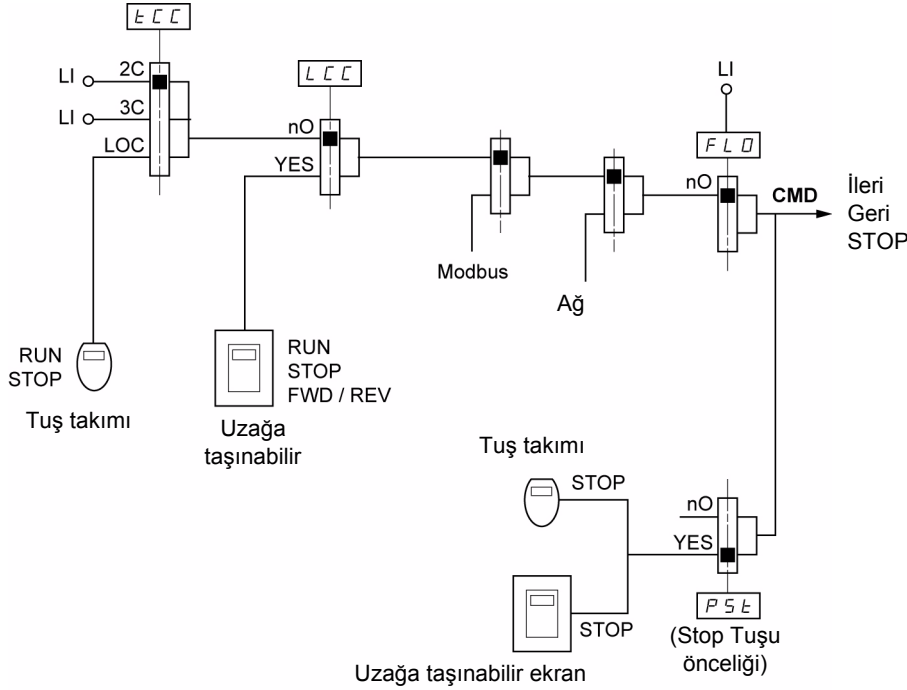 tCC
LI
2C
LI
3C
LOC
LCC
nO
YES
LI
FLO
nO
CMD
İleri
Geri
STOP
Modbus
Ağ
RUN
STOP
Tuş takımı
RUN
STOP
FWD / REV
Uzağa
taşınabilir
Tuş takımı
STOP
nO
YES
STOP
PSt
(Stop Tuşu
önceliği)
Uzağa taşınabilir ekran